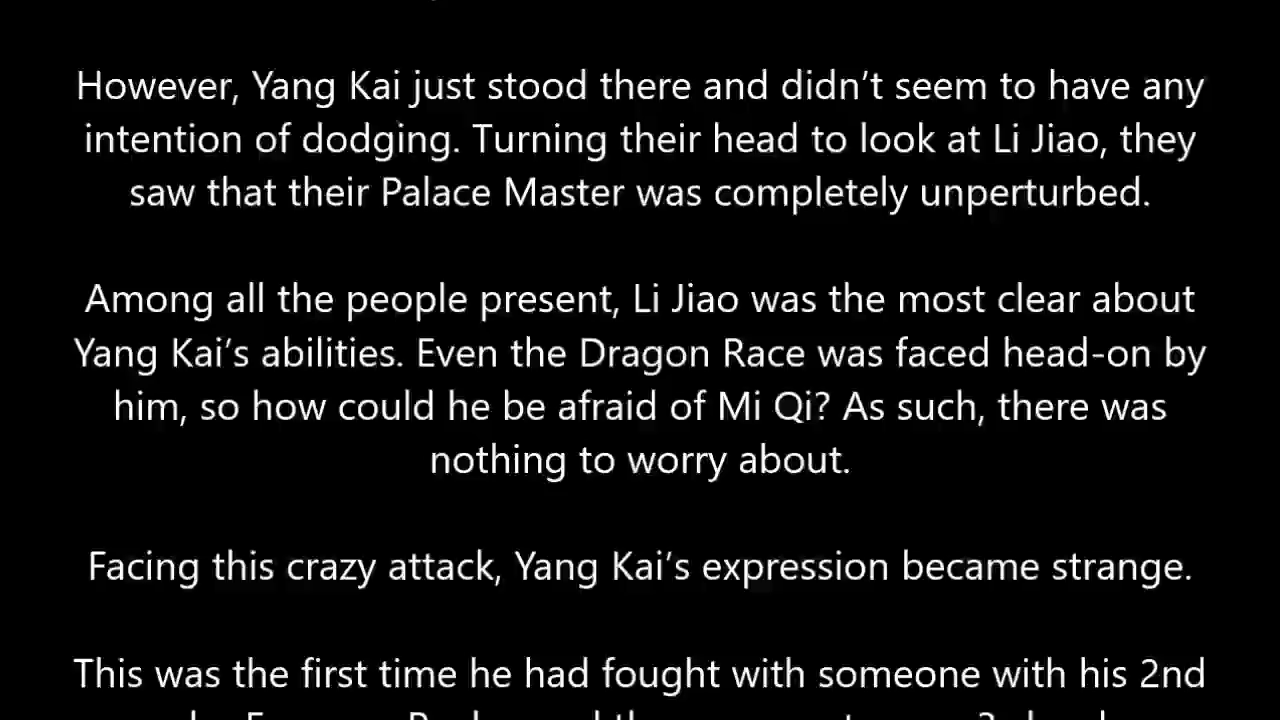 However, Yang Kai just stood there and didn’t seem to have any
intention of dodging. Turning their head to look at Li Jiao, they
saw that their Palace Master was completely unperturbed.
Among all the people present, Li Jiao was the most clear about
Yang Kai’s abilities. Even the Dragon Race was faced head-on by
him, so how could he be afraid of Mi Qi? As such, there was
nothing to worry about.
Facing this crazy attack, Yang Kai’s expression became strange.
This was the first time he had fought with someone with his 2nd